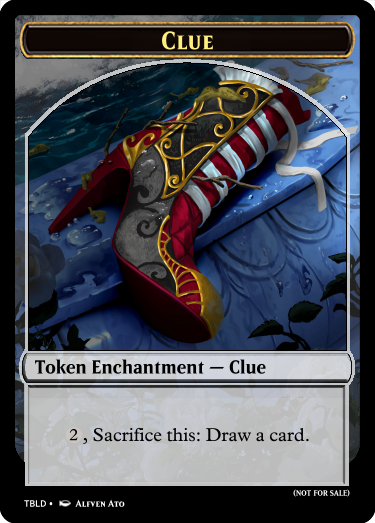 Clue
Token Enchantment — Clue
2 , Sacrifice this: Draw a card.
(NOT FOR SALE)
TBLD • Alfven Ato